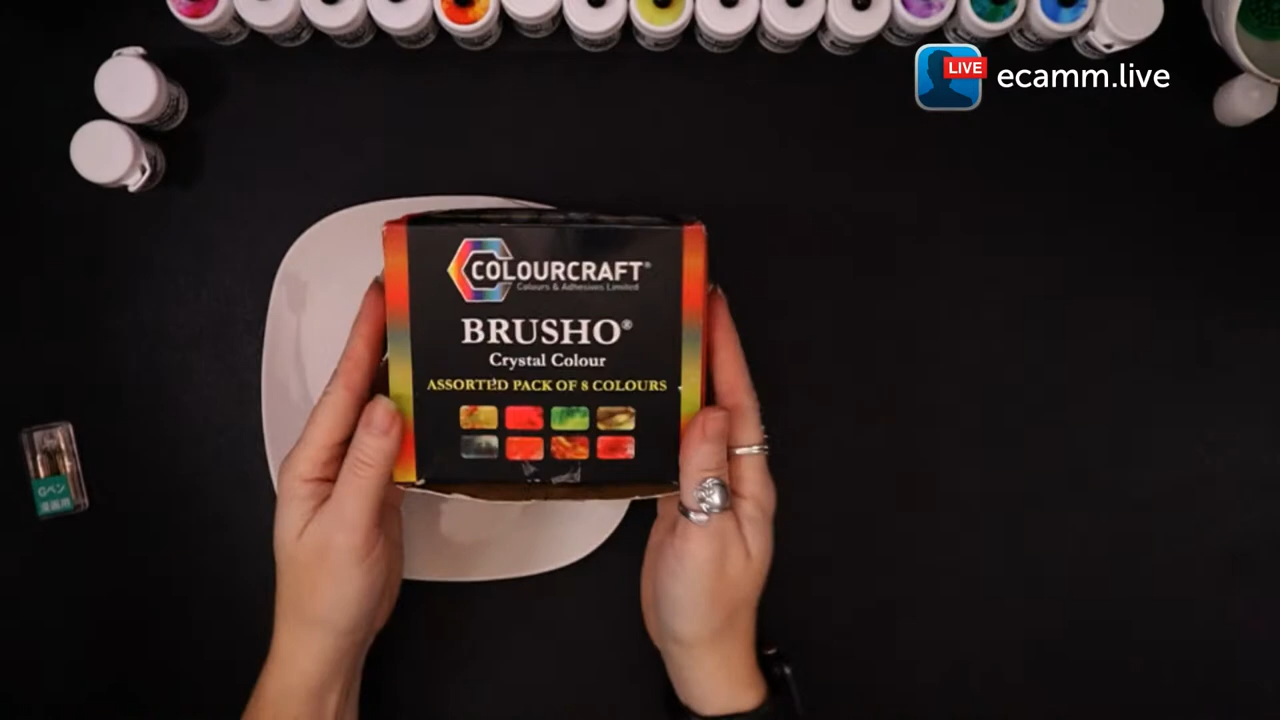 LIVE
ecamm.live
COLOURCRAFT®
Colours & Adhesives Limited
BRUSHO®
Crystal Colour
ASSORTED PACK OF 8 COLOURS
Gペン
漫画用